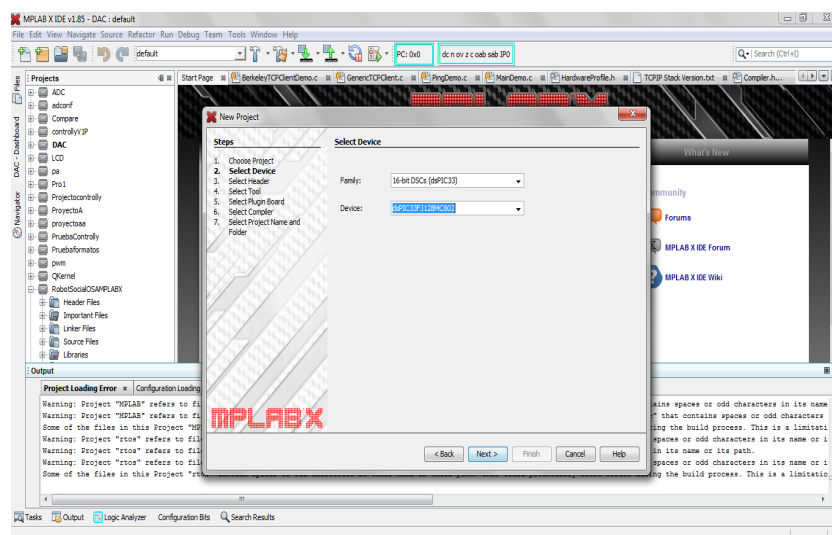 MPLAB X IDE v1.85 - DAC : default
File Edit View Navigate Source Refactor Run Debug Team Tools Window Help
default
PC: 0x0
dc n ov z c oab sab IP0
Search (Ctrl+I)
Projects
Start Page
BerkeleyTCPClientDemo.c
GenericTCPClient.c
PingDemo.c
MainDemo.c
HardwareProfile.h
TCPIP Stack Version.txt
Compiler.h...
Files
DAC - Dashboard
Navigator
ADC
adconf
Compare
controllyV1P
DAC
LCD
pa
Pro1
Projectocontrolly
ProyectoA
proyectoaa
PruebaControlly
Pruebaformatos
pwm
QKernel
RobotSocialOSAMPLABX
Header Files
Important Files
Linker Files
Source Files
Libraries
New Project
Steps
1. Choose Project
2. Select Device
3. Select Header
4. Select Tool
5. Select Plugin Board
6. Select Compiler
7. Select Project Name and
Folder
MPLABX
Select Device
Family: 16-bit DSCs (dsPIC33)
Device: dsPIC33FJ128MC802
< Back Next > Finish Cancel Help
What's New
mmunity
Forums
MPLAB X IDE Forum
MPLAB X IDE Wiki
Output
Project Loading Error × Configuration Loading
Warning: Project "MPLAB" refers to fi
ains spaces or odd characters in its name
Warning: Project "MPLAB" refers to fi
" that contains spaces or odd characters
Some of the files in this Project "MP
ring the build process. This is a limitati
Warning: Project "rtos" refers to fil
spaces or odd characters in its name or i
Warning: Project "rtos" refers to fil
in its name or its path.
Warning: Project "rtos" refers to fil
spaces or odd characters in its name or i
Some of the files in this Project "rt
ing the build process. This is a limitatio
Tasks Output Logic Analyzer Configuration Bits Search Results